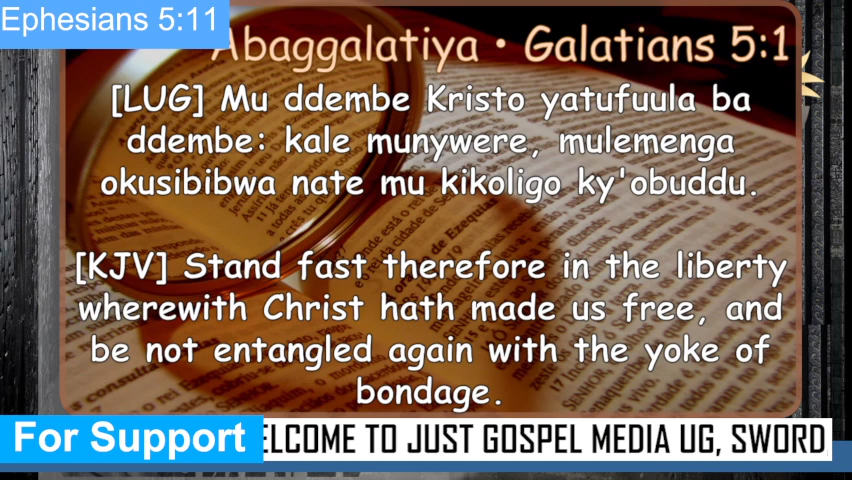 Ephesians 5:11
Abaggalatiya • Galatians 5:1
[LUG] Mu ddembe Kristo yatufuula ba
ddembe: kale munywere, mulemenga
okusibibwa nate mu kikoligo ky'obuddu.
[KJV] Stand fast therefore in the liberty
wherewith Christ hath made us free, and
be not entangled again with the yoke of
bondage.
For Support
ELCOME TO JUST GOSPEL MEDIA UG, SWORD